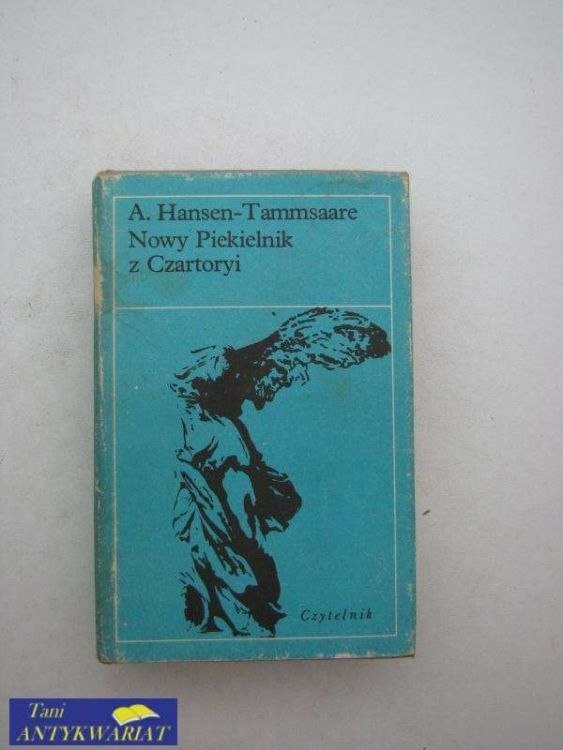 A. Hansen-Tammsaare
Nowy Piekielnik
z Czartoryi
Czytelnik
Tani
ANTYKWARIAT